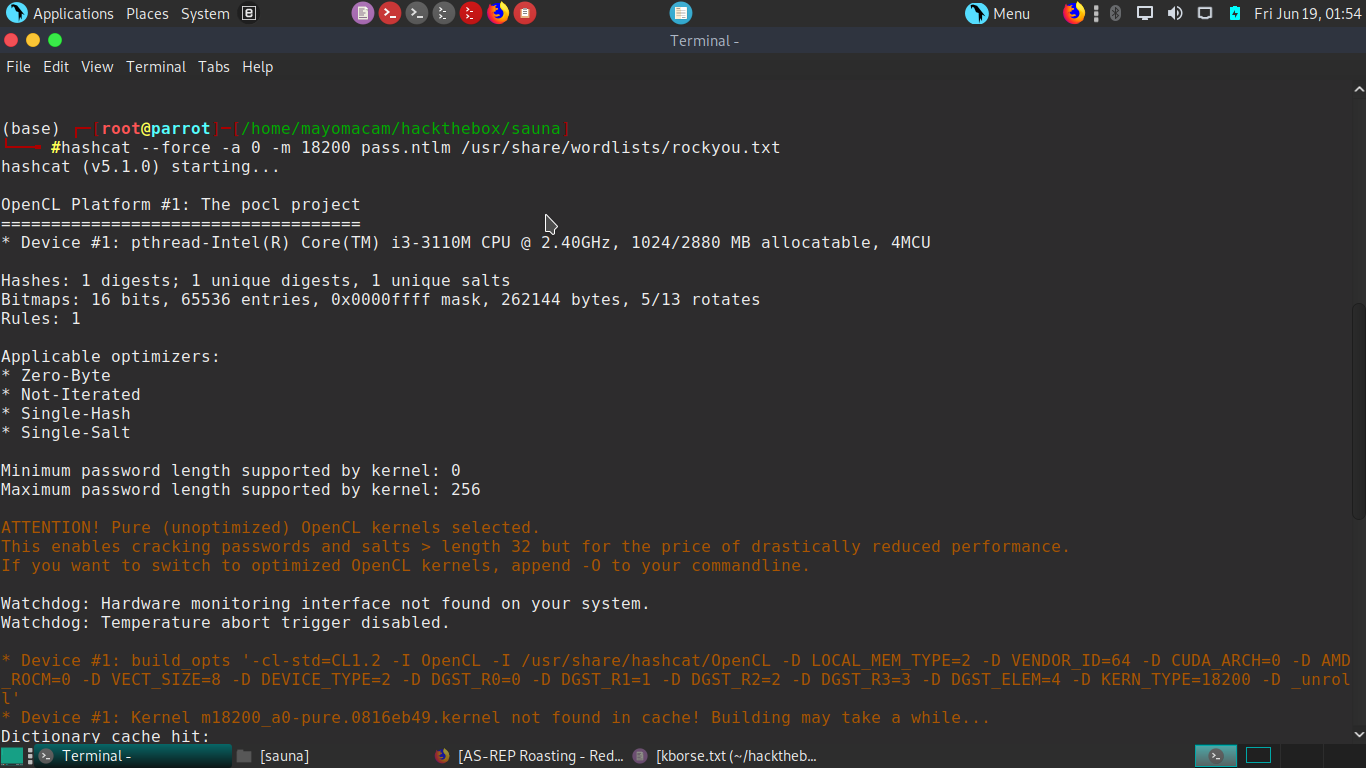 Applications Places System
Menu
Fri Jun 19, 01:54
Terminal -
File Edit View Terminal Tabs Help
(base) ┌─[root@parrot]─[/home/mayomacam/hackthebox/sauna]
└──╼ #hashcat --force -a 0 -m 18200 pass.ntlm /usr/share/wordlists/rockyou.txt
hashcat (v5.1.0) starting...
OpenCL Platform #1: The pocl project
====================================
* Device #1: pthread-Intel(R) Core(TM) i3-3110M CPU @ 2.40GHz, 1024/2880 MB allocatable, 4MCU
Hashes: 1 digests; 1 unique digests, 1 unique salts
Bitmaps: 16 bits, 65536 entries, 0x0000ffff mask, 262144 bytes, 5/13 rotates
Rules: 1
Applicable optimizers:
* Zero-Byte
* Not-Iterated
* Single-Hash
* Single-Salt
Minimum password length supported by kernel: 0
Maximum password length supported by kernel: 256
ATTENTION! Pure (unoptimized) OpenCL kernels selected.
This enables cracking passwords and salts > length 32 but for the price of drastically reduced performance.
If you want to switch to optimized OpenCL kernels, append -O to your commandline.
Watchdog: Hardware monitoring interface not found on your system.
Watchdog: Temperature abort trigger disabled.
* Device #1: build_opts '-cl-std=CL1.2 -I OpenCL -I /usr/share/hashcat/OpenCL -D LOCAL_MEM_TYPE=2 -D VENDOR_ID=64 -D CUDA_ARCH=0 -D AMD
_ROCM=0 -D VECT_SIZE=8 -D DEVICE_TYPE=2 -D DGST_R0=0 -D DGST_R1=1 -D DGST_R2=2 -D DGST_R3=3 -D DGST_ELEM=4 -D KERN_TYPE=18200 -D _unrol
l'
* Device #1: Kernel m18200_a0-pure.0816eb49.kernel not found in cache! Building may take a while...
Dictionary cache hit:
Terminal -
[sauna]
[AS-REP Roasting - Red...
[kborse.txt (~/hacktheb...